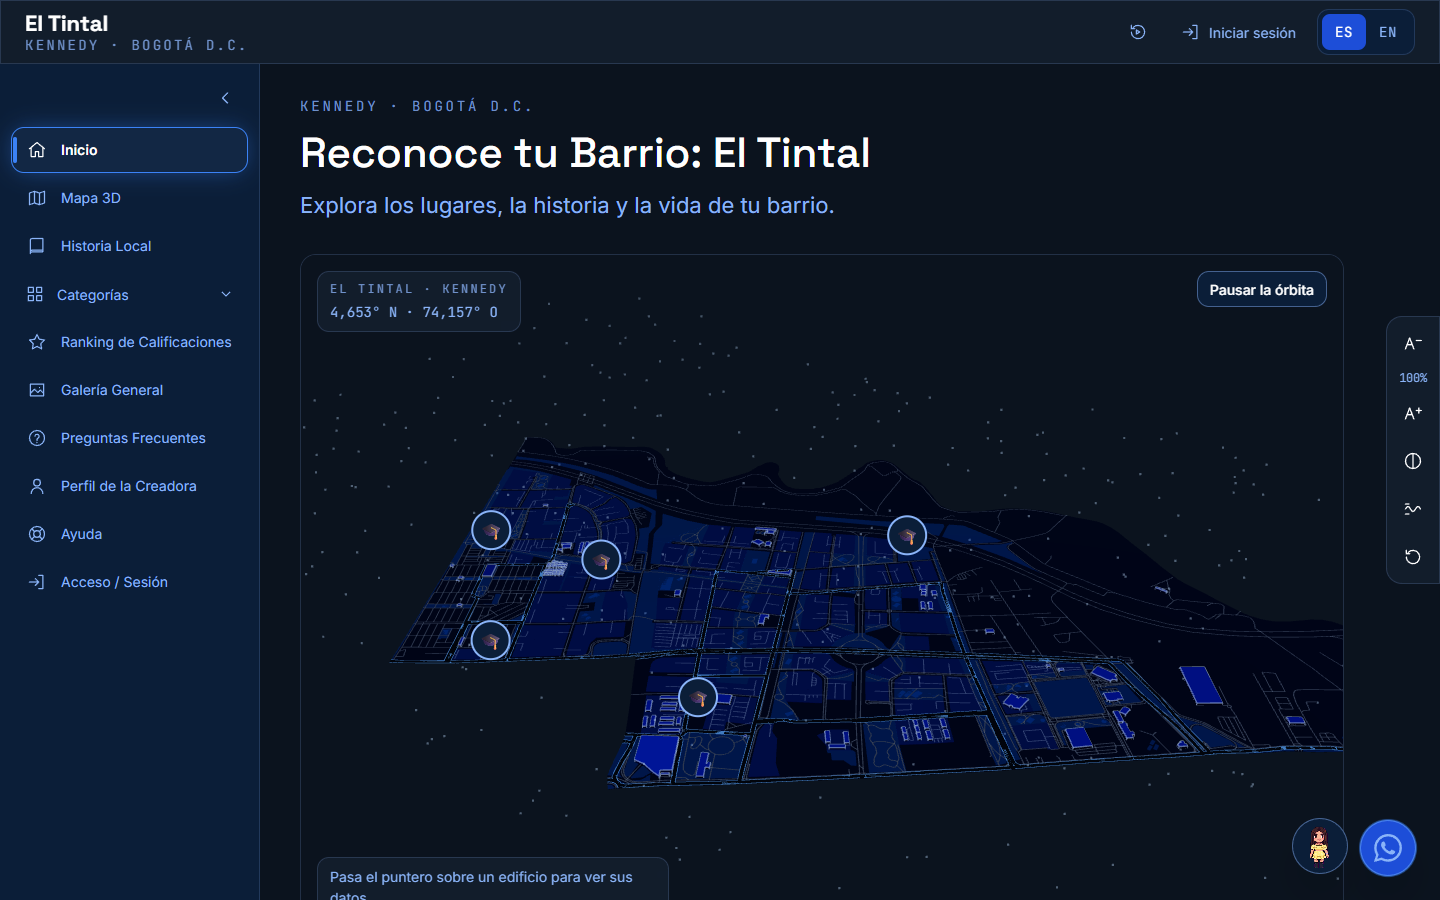 El Tintal
KENNEDY · BOGOTÁ D.C.
Iniciar sesión
ES
EN
Inicio
Mapa 3D
Historia Local
Categorías
Ranking de Calificaciones
Galería General
Preguntas Frecuentes
Perfil de la Creadora
Ayuda
Acceso / Sesión
KENNEDY · BOGOTÁ D.C.
Reconoce tu Barrio: El Tintal
Explora los lugares, la historia y la vida de tu barrio.
EL TINTAL · KENNEDY
4,653° N · 74,157° O
Pausar la órbita
A−
100%
A+
Pasa el puntero sobre un edificio para ver sus
datos